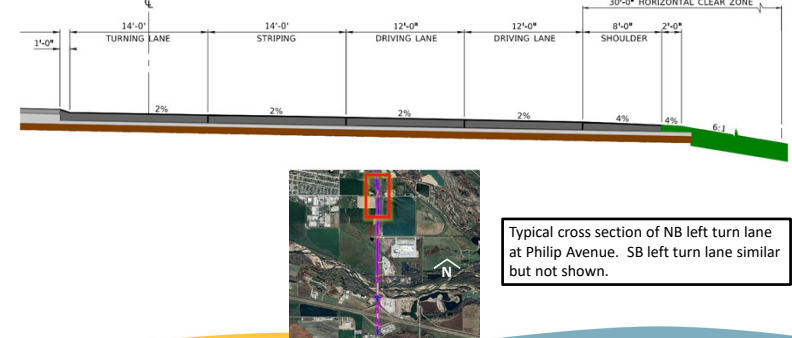 ℄
30'-0" HORIZONTAL CLEAR ZONE
14'-0' 14'-0' 12'-0" 12'-0" 8'-0" 2'-0"
1'-0" TURNING LANE STRIPING DRIVING LANE DRIVING LANE SHOULDER
2% 2% 2% 2% 4% 4% 6:1
N
Typical cross section of NB left turn lane
at Philip Avenue. SB left turn lane similar
but not shown.